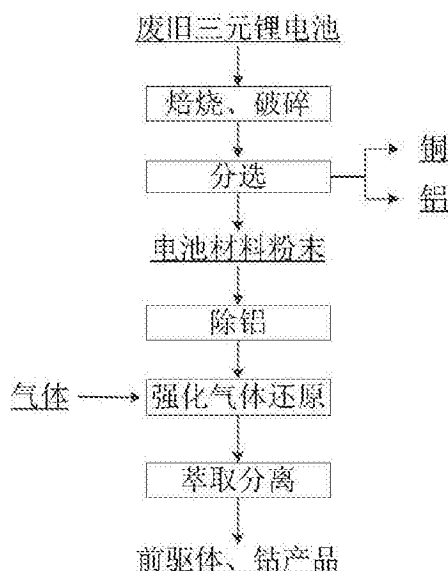 废旧三元锂电池
焙烧、破碎
铜
分选
铝
电池材料粉末
除铝
气体
强化气体还原
萃取分离
前驱体、钴产品